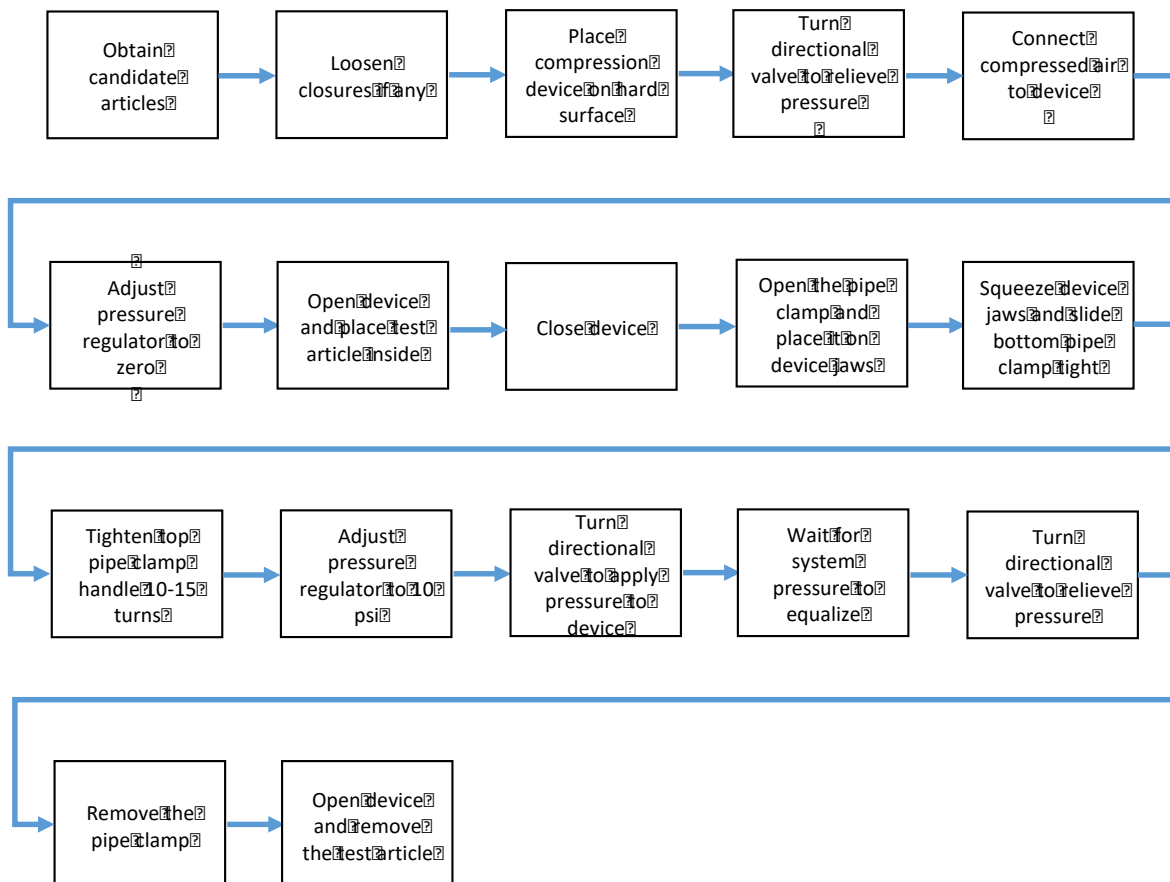 Obtain
candidate
articles
Loosen
closures if any
Place
compression
device on hard
surface
Turn
directional
valve to relieve
pressure
Connect
compressed air
to device
Adjust
pressure
regulator to
zero
Open device
and place test
article inside
Close device
Open the pipe
clamp and
place it on
device jaws
Squeeze device
jaws and slide
bottom pipe
clamp tight
Tighten top
pipe clamp
handle 10-15
turns
Adjust
pressure
regulator to 10
psi
Turn
directional
valve to apply
pressure to
device
Wait for
system
pressure to
equalize
Turn
directional
valve to relieve
pressure
Remove the
pipe clamp
Open device
and remove
the test article